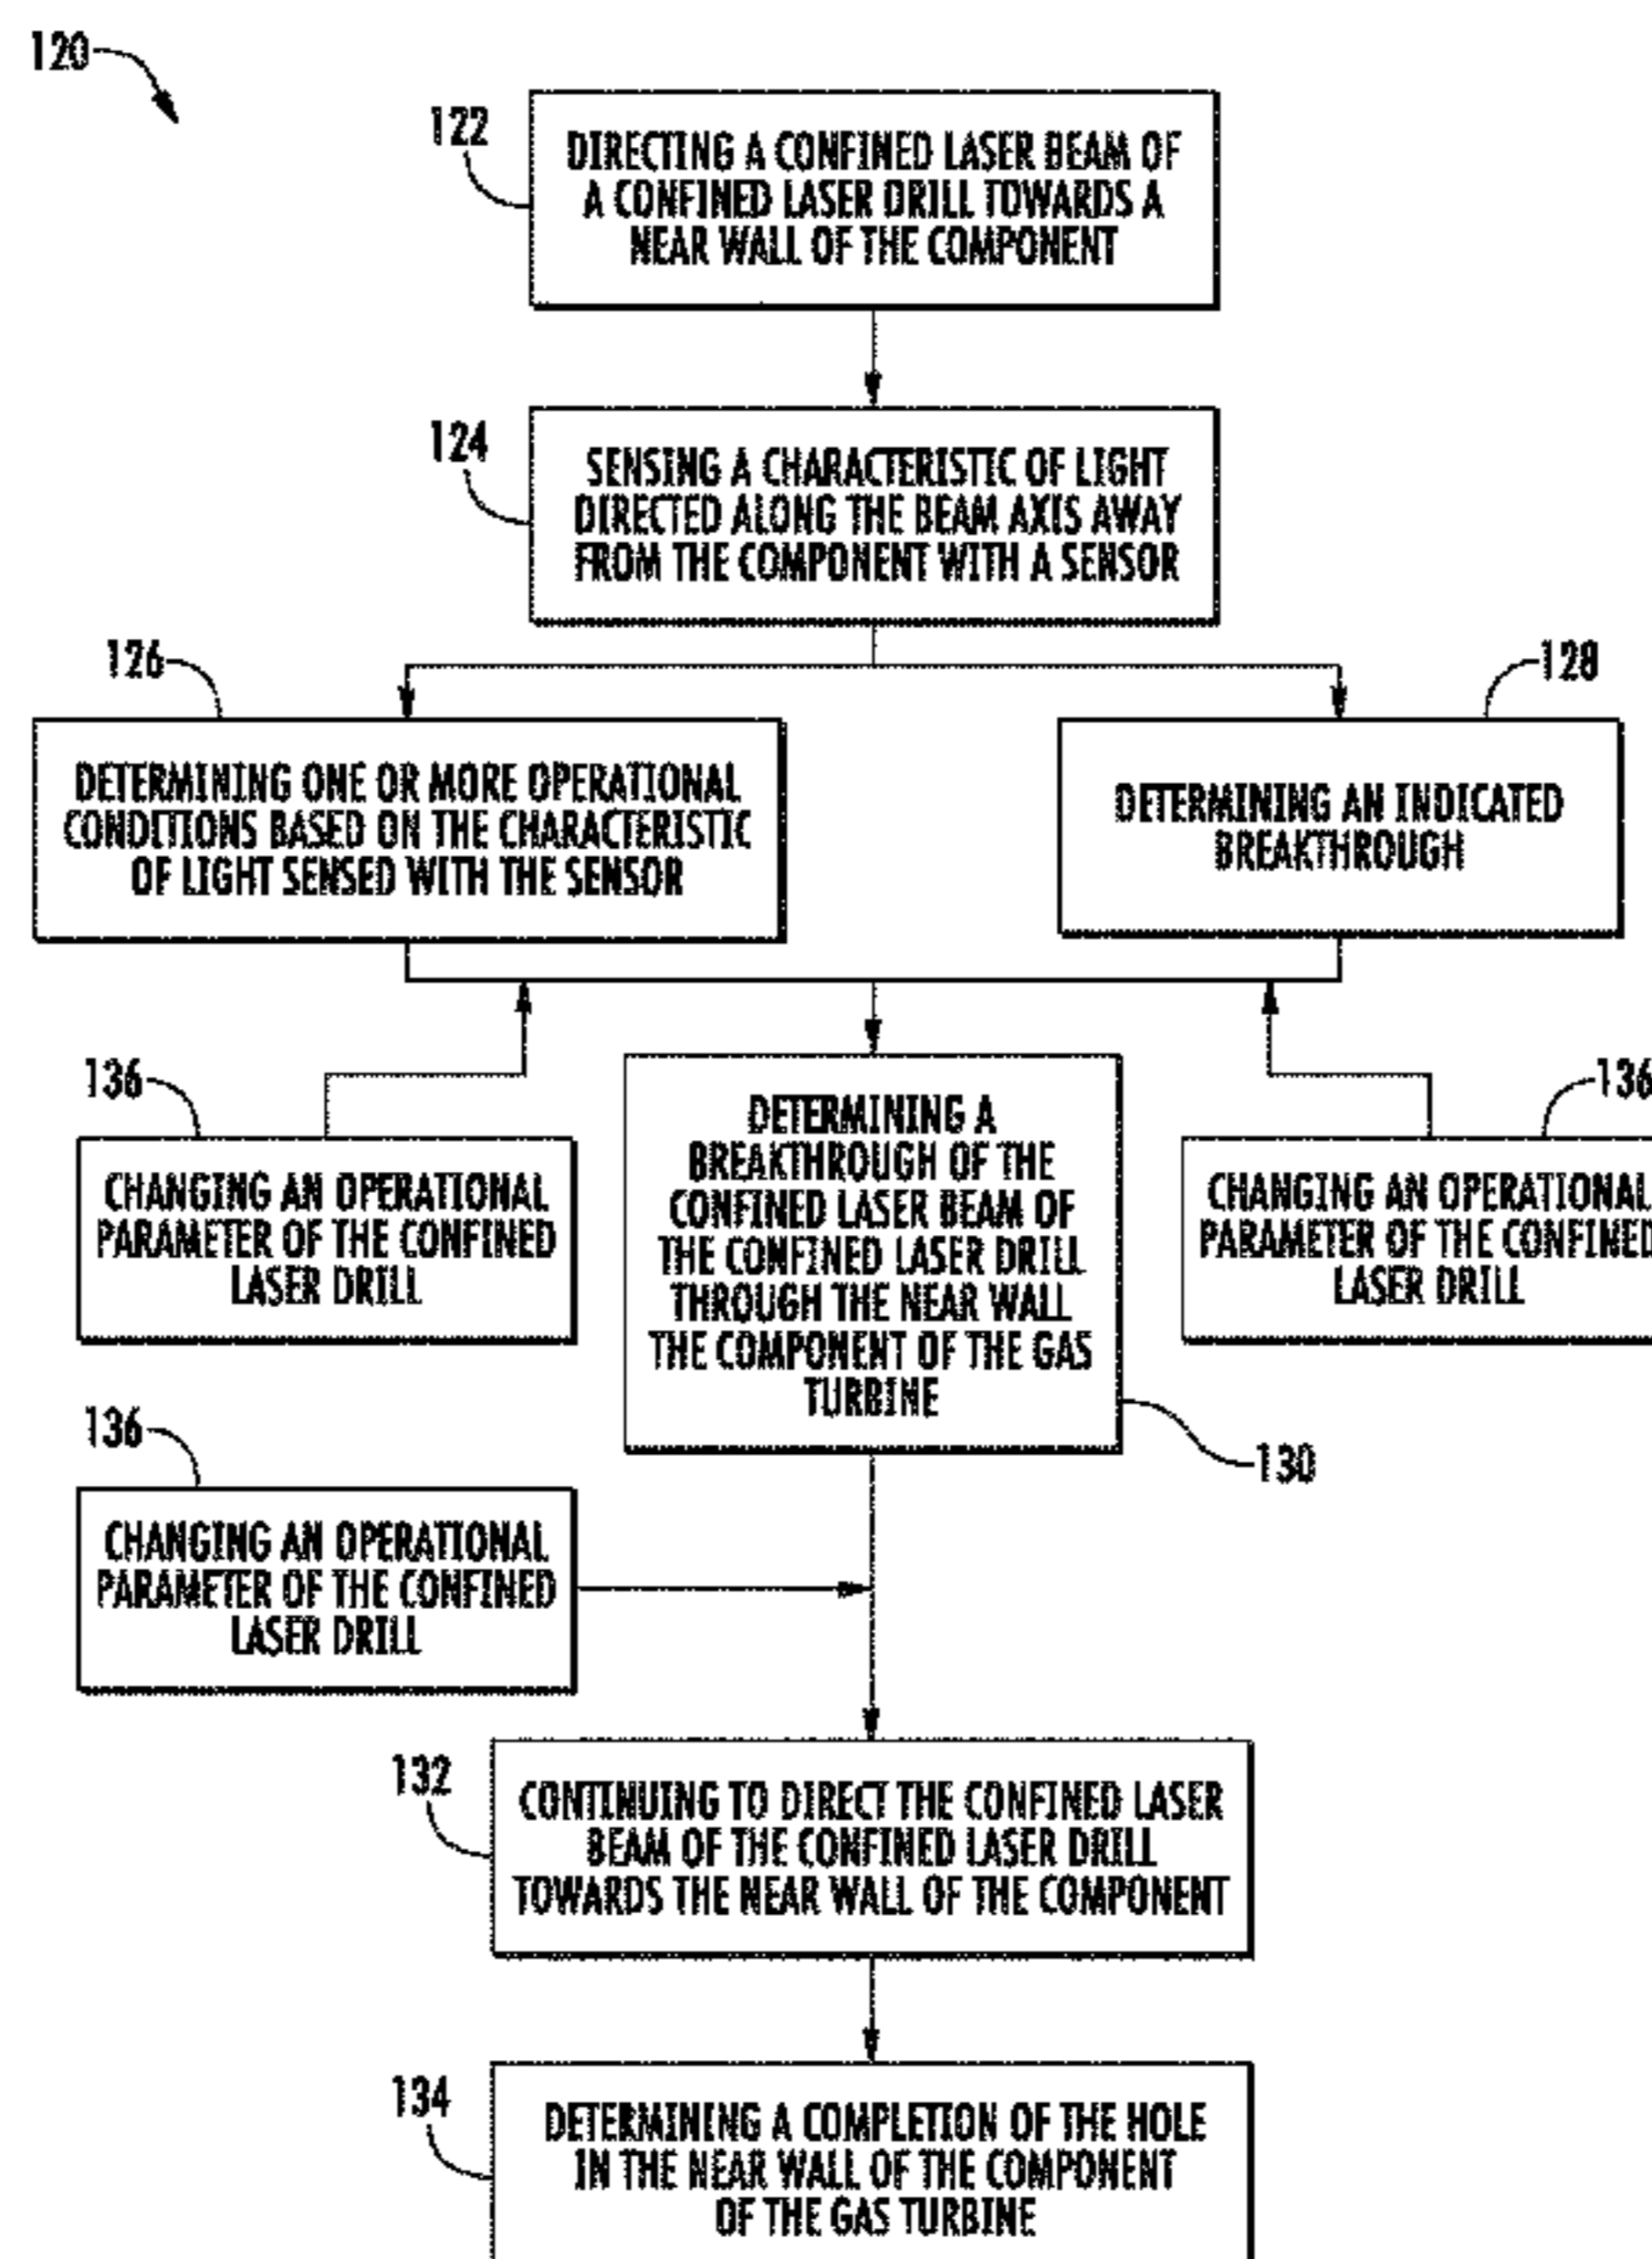 120
122
DIRECTING A CONFINED LASER BEAM OF
A CONFINED LASER DRILL TOWARDS A
NEAR WALL OF THE COMPONENT
124
SENSING A CHARACTERISTIC OF LIGHT
DIRECTED ALONG THE BEAM AXIS AWAY
FROM THE COMPONENT WITH A SENSOR
126
128
DETERMINING ONE OR MORE OPERATIONAL
CONDITIONS BASED ON THE CHARACTERISTIC
OF LIGHT SENSED WITH THE SENSOR
DETERMINING AN INDICATED
BREAKTHROUGH
136
CHANGING AN OPERATIONAL
PARAMETER OF THE CONFINED
LASER DRILL
DETERMINING A
BREAKTHROUGH OF THE
CONFINED LASER BEAM OF
THE CONFINED LASER DRILL
THROUGH THE NEAR WALL
THE COMPONENT OF THE GAS
TURBINE
130
136
CHANGING AN OPERATIONAL
PARAMETER OF THE CONFINED
LASER DRILL
136
CHANGING AN OPERATIONAL
PARAMETER OF THE CONFINED
LASER DRILL
132
CONTINUING TO DIRECT THE CONFINED LASER
BEAM OF THE CONFINED LASER DRILL
TOWARDS THE NEAR WALL OF THE COMPONENT
134
DETERMINING A COMPLETION OF THE HOLE
IN THE NEAR WALL OF THE COMPONENT
OF THE GAS TURBINE